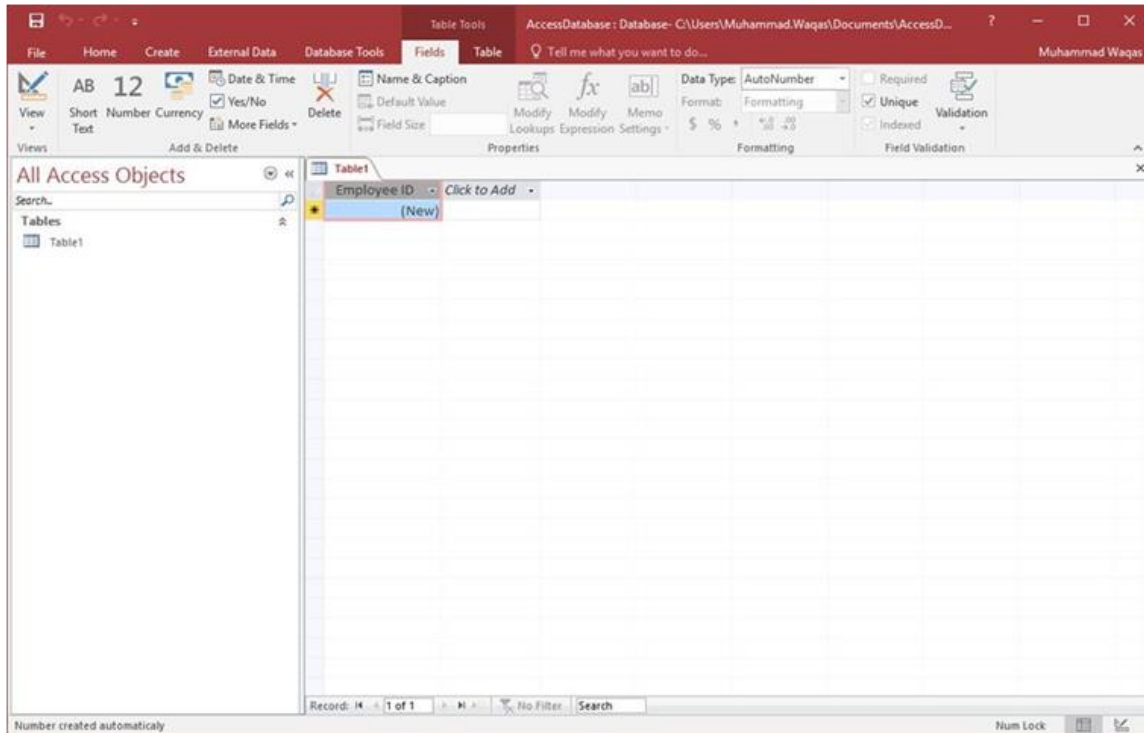 Table Tools
AccessDatabase : Database- C:\Users\Muhammad.Waqas\Documents\AccessD... ?
File Home Create External Data Database Tools Fields Table Tell me what you want to do... Muhammad Waqas
View
AB Short Text
12 Number
Currency
Date & Time
Yes/No
More Fields
Delete
Name & Caption
Default Value
Field Size
Modify Lookups
fx Modify Expression
ab Memo Settings
Data Type: AutoNumber
Format: Formatting
$ % ,
Required
Unique
Indexed
Validation
Views Add & Delete Properties Formatting Field Validation
All Access Objects
Search..
Tables
Table1
Table1
Employee ID Click to Add
(New)
Record: 1 of 1 No Filter Search
Number created automaticaly Num Lock